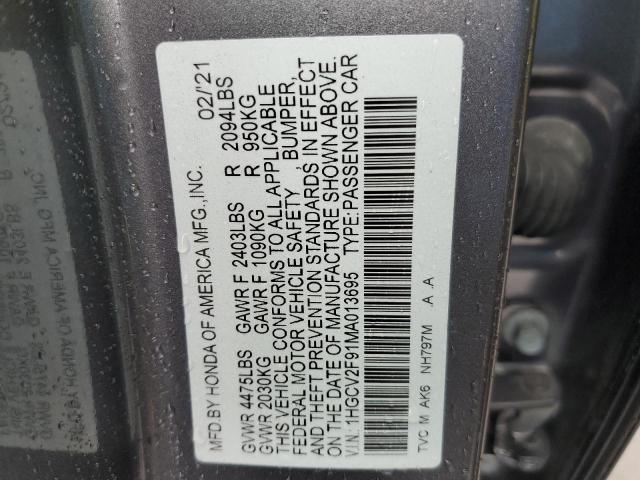 MFD.BY HONDA OF AMERICA MFG.,INC. 02/'21
GVWR 4475LBS GAWR F 2403LBS R 2094LBS
GVWR 2030KG GAWR F 1090KG R 950KG
THIS VEHICLE CONFORMS TO ALL APPLICABLE
FEDERAL MOTOR VEHICLE SAFETY , BUMPER,
AND THEFT PREVENTION STANDARDS IN EFFECT
ON THE DATE OF MANUFACTURE SHOWN ABOVE.
V.I.N: 1HGCV2F91MA013695 TYPE:PASSENGER CAR
TVC M AK6 NH797M A .A